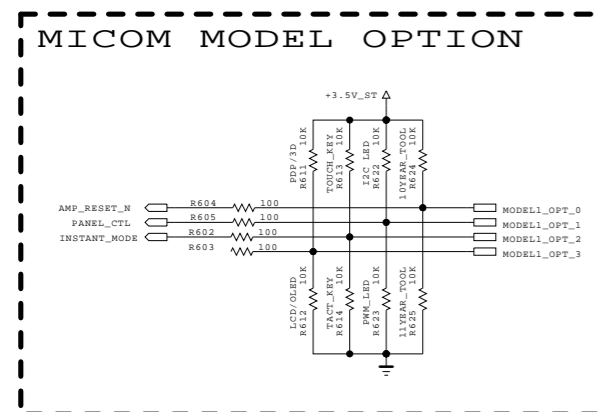 MICOM MODEL OPTION
+3.5V_ST
PDP/3D
R611 10K
TOUCH_KEY
R613 10K
I2C_LED
R622 10K
10YEAR_TOOL
R624 10K
AMP_RESET_N R604 100 MODEL1_OPT_0
PANEL_CTL R605 100 MODEL1_OPT_1
INSTANT_MODE R602 100 MODEL1_OPT_2
R603 100 MODEL1_OPT_3
LCD/OLED
R612 10K
TACT_KEY
R614 10K
PWM_LED
R623 10K
11YEAR_TOOL
R625 10K